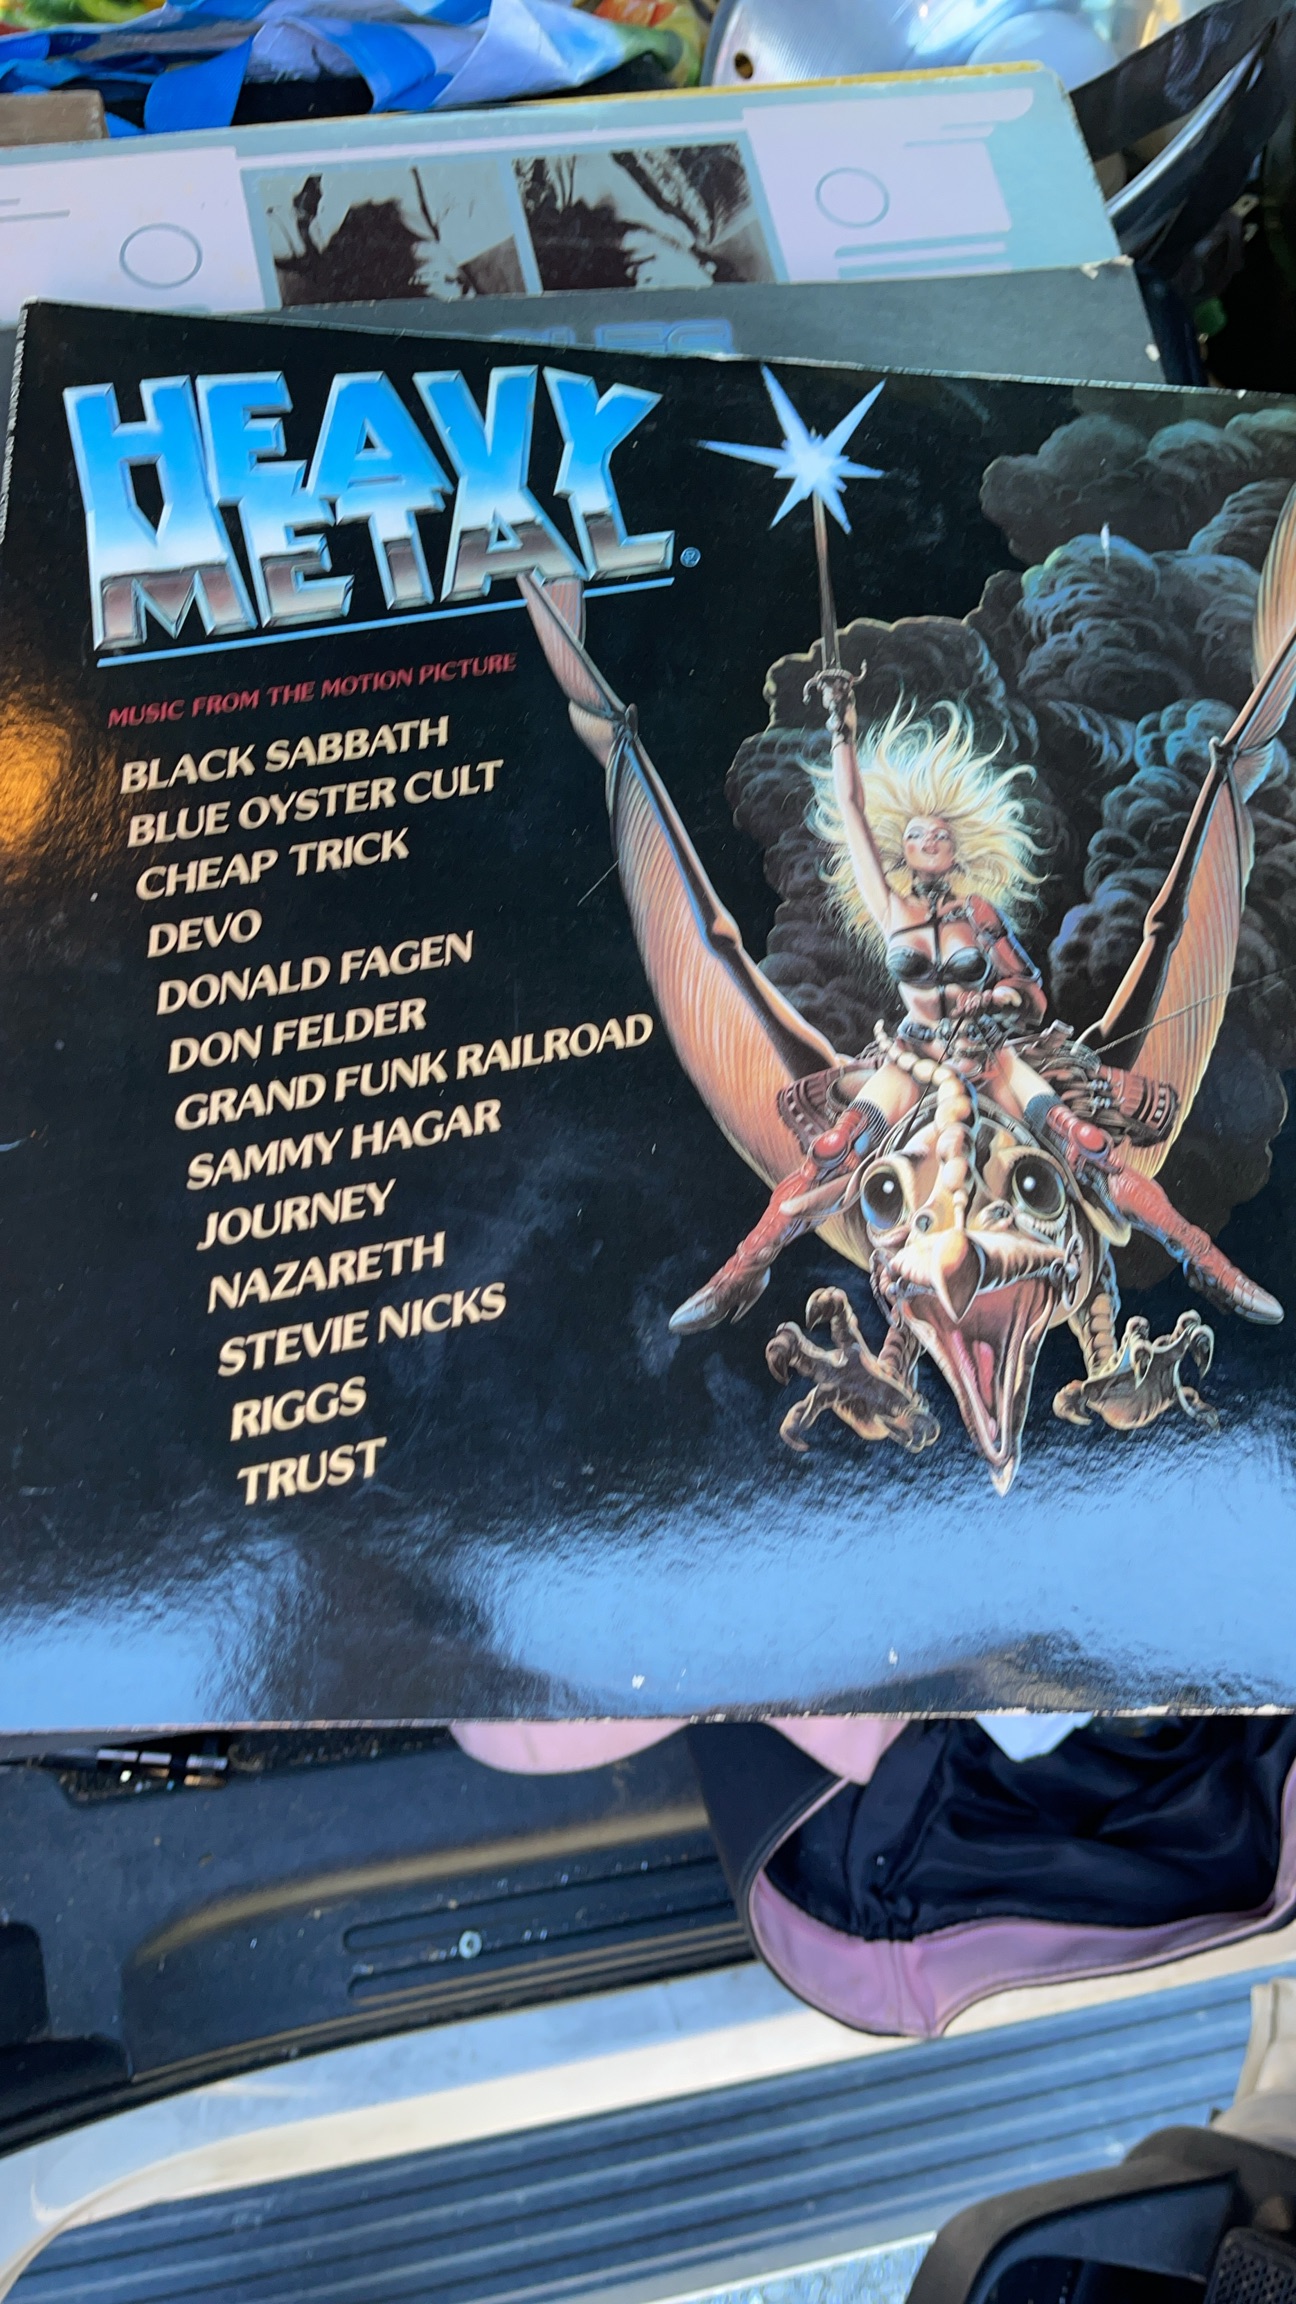 HEAVY
METAL®
MUSIC FROM THE MOTION PICTURE
BLACK SABBATH
BLUE OYSTER CULT
CHEAP TRICK
DEVO
DONALD FAGEN
DON FELDER
GRAND FUNK RAILROAD
SAMMY HAGAR
JOURNEY
NAZARETH
STEVIE NICKS
RIGGS
TRUST